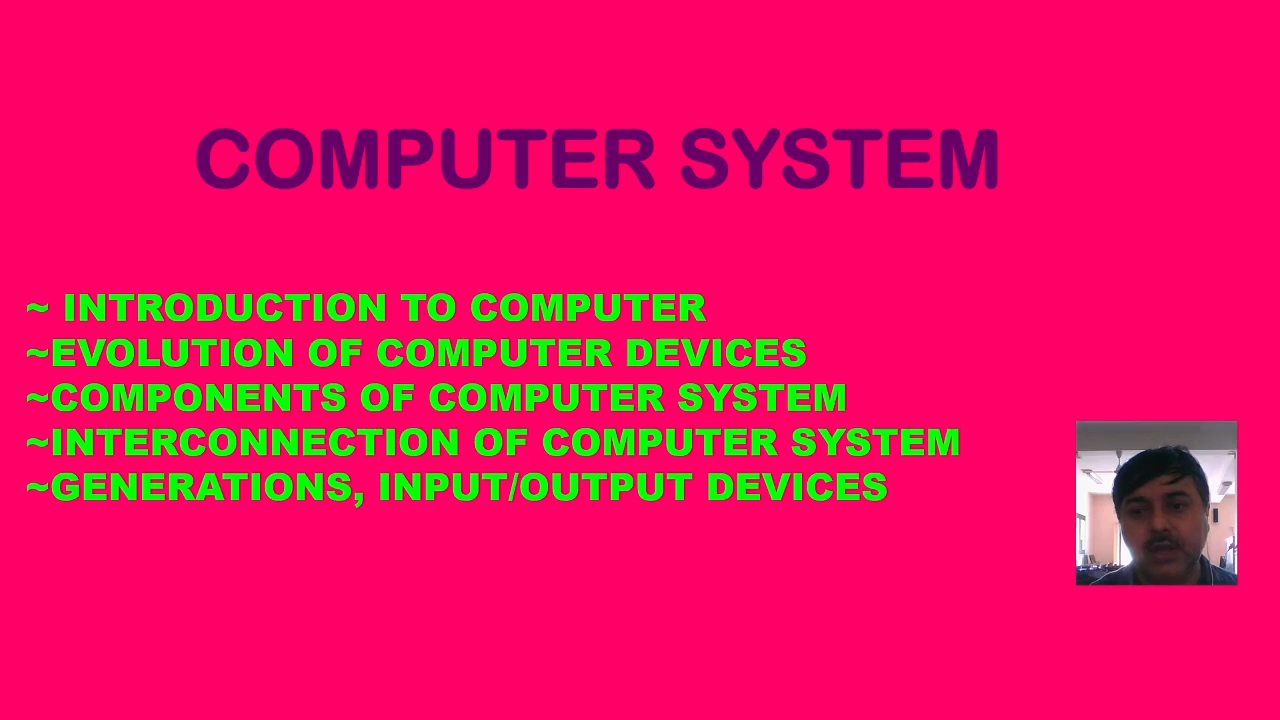 COMPUTER SYSTEM
~ INTRODUCTION TO COMPUTER
~EVOLUTION OF COMPUTER DEVICES
~COMPONENTS OF COMPUTER SYSTEM
~INTERCONNECTION OF COMPUTER SYSTEM
~GENERATIONS, INPUT/OUTPUT DEVICES